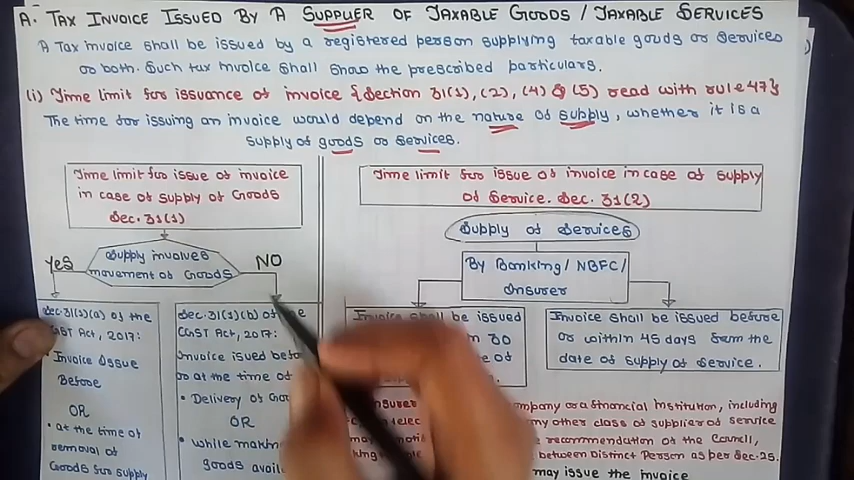 A. TAX INVOICE ISSUED BY A SUPPLIER OF TAXABLE GOODS / TAXABLE SERVICES
A Tax invoice shall be issued by a registered person supplying taxable goods or services
or both. Such tax invoice shall show the prescribed particulars.
(i) Time limit for issuance of invoice {Section 31(1), (2), (4) & (5) read with rule 47}
The time for issuing an invoice would depend on the nature of supply, whether it is a
supply of goods or services.
Time limit for issue of invoice
in case of supply of Goods
Sec. 31(1)
Supply involves
movement of Goods
Yes
NO
Sec. 31(1)(a) of the
CGST Act, 2017:
Invoice Issue
Before
OR
• at the time of
removal of
Goods for supply
Sec. 31(1)(b) of the
CGST Act, 2017:
Invoice isued
or at the time of
• Delivery of
OR
• while
goods
Time limit for issue of invoice in case of supply
of Service. Sec. 31(2)
Supply of Services
By Banking / NBFC /
Insurer
Invoice shall be issued
of
Invoice shall be issued before
or within 45 days from the
date of supply of service.
company or a financial institution, including
any other class of supplier of service
recommendation of the Council,
between Distinct Person as per Sec. 25.
may issue the invoice